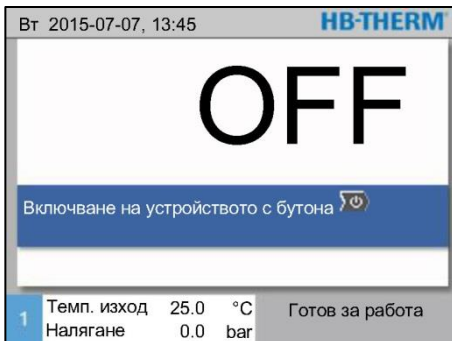 Вт 2015-07-07, 13:45 HB-THERM
OFF
Включване на устройството с бутона
1 Темп. изход 25.0 °C Готов за работа
Налягане 0.0 bar